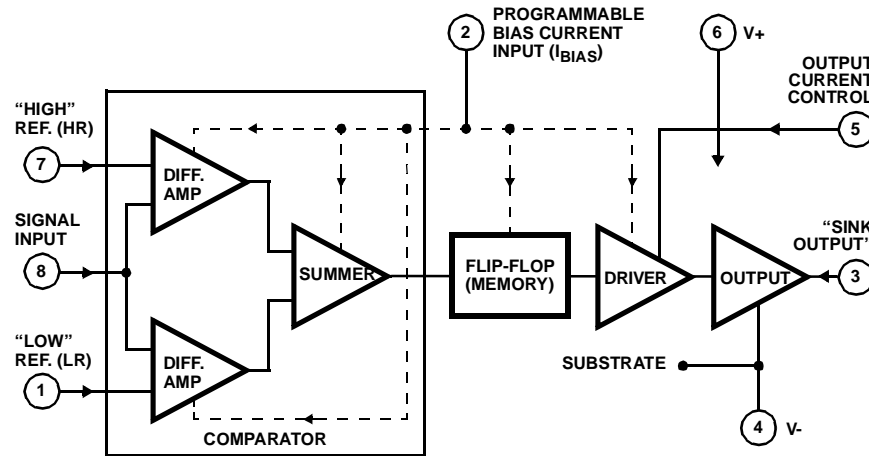 PROGRAMMABLE
BIAS CURRENT
INPUT (IBIAS)
2
6
V+
OUTPUT
CURRENT
CONTROL
5
“HIGH”
REF. (HR)
7
DIFF.
AMP
SIGNAL
INPUT
8
SUMMER
FLIP-FLOP
(MEMORY)
DRIVER
OUTPUT
“SINK
OUTPUT”
3
“LOW”
REF. (LR)
1
DIFF.
AMP
COMPARATOR
SUBSTRATE
4
V-